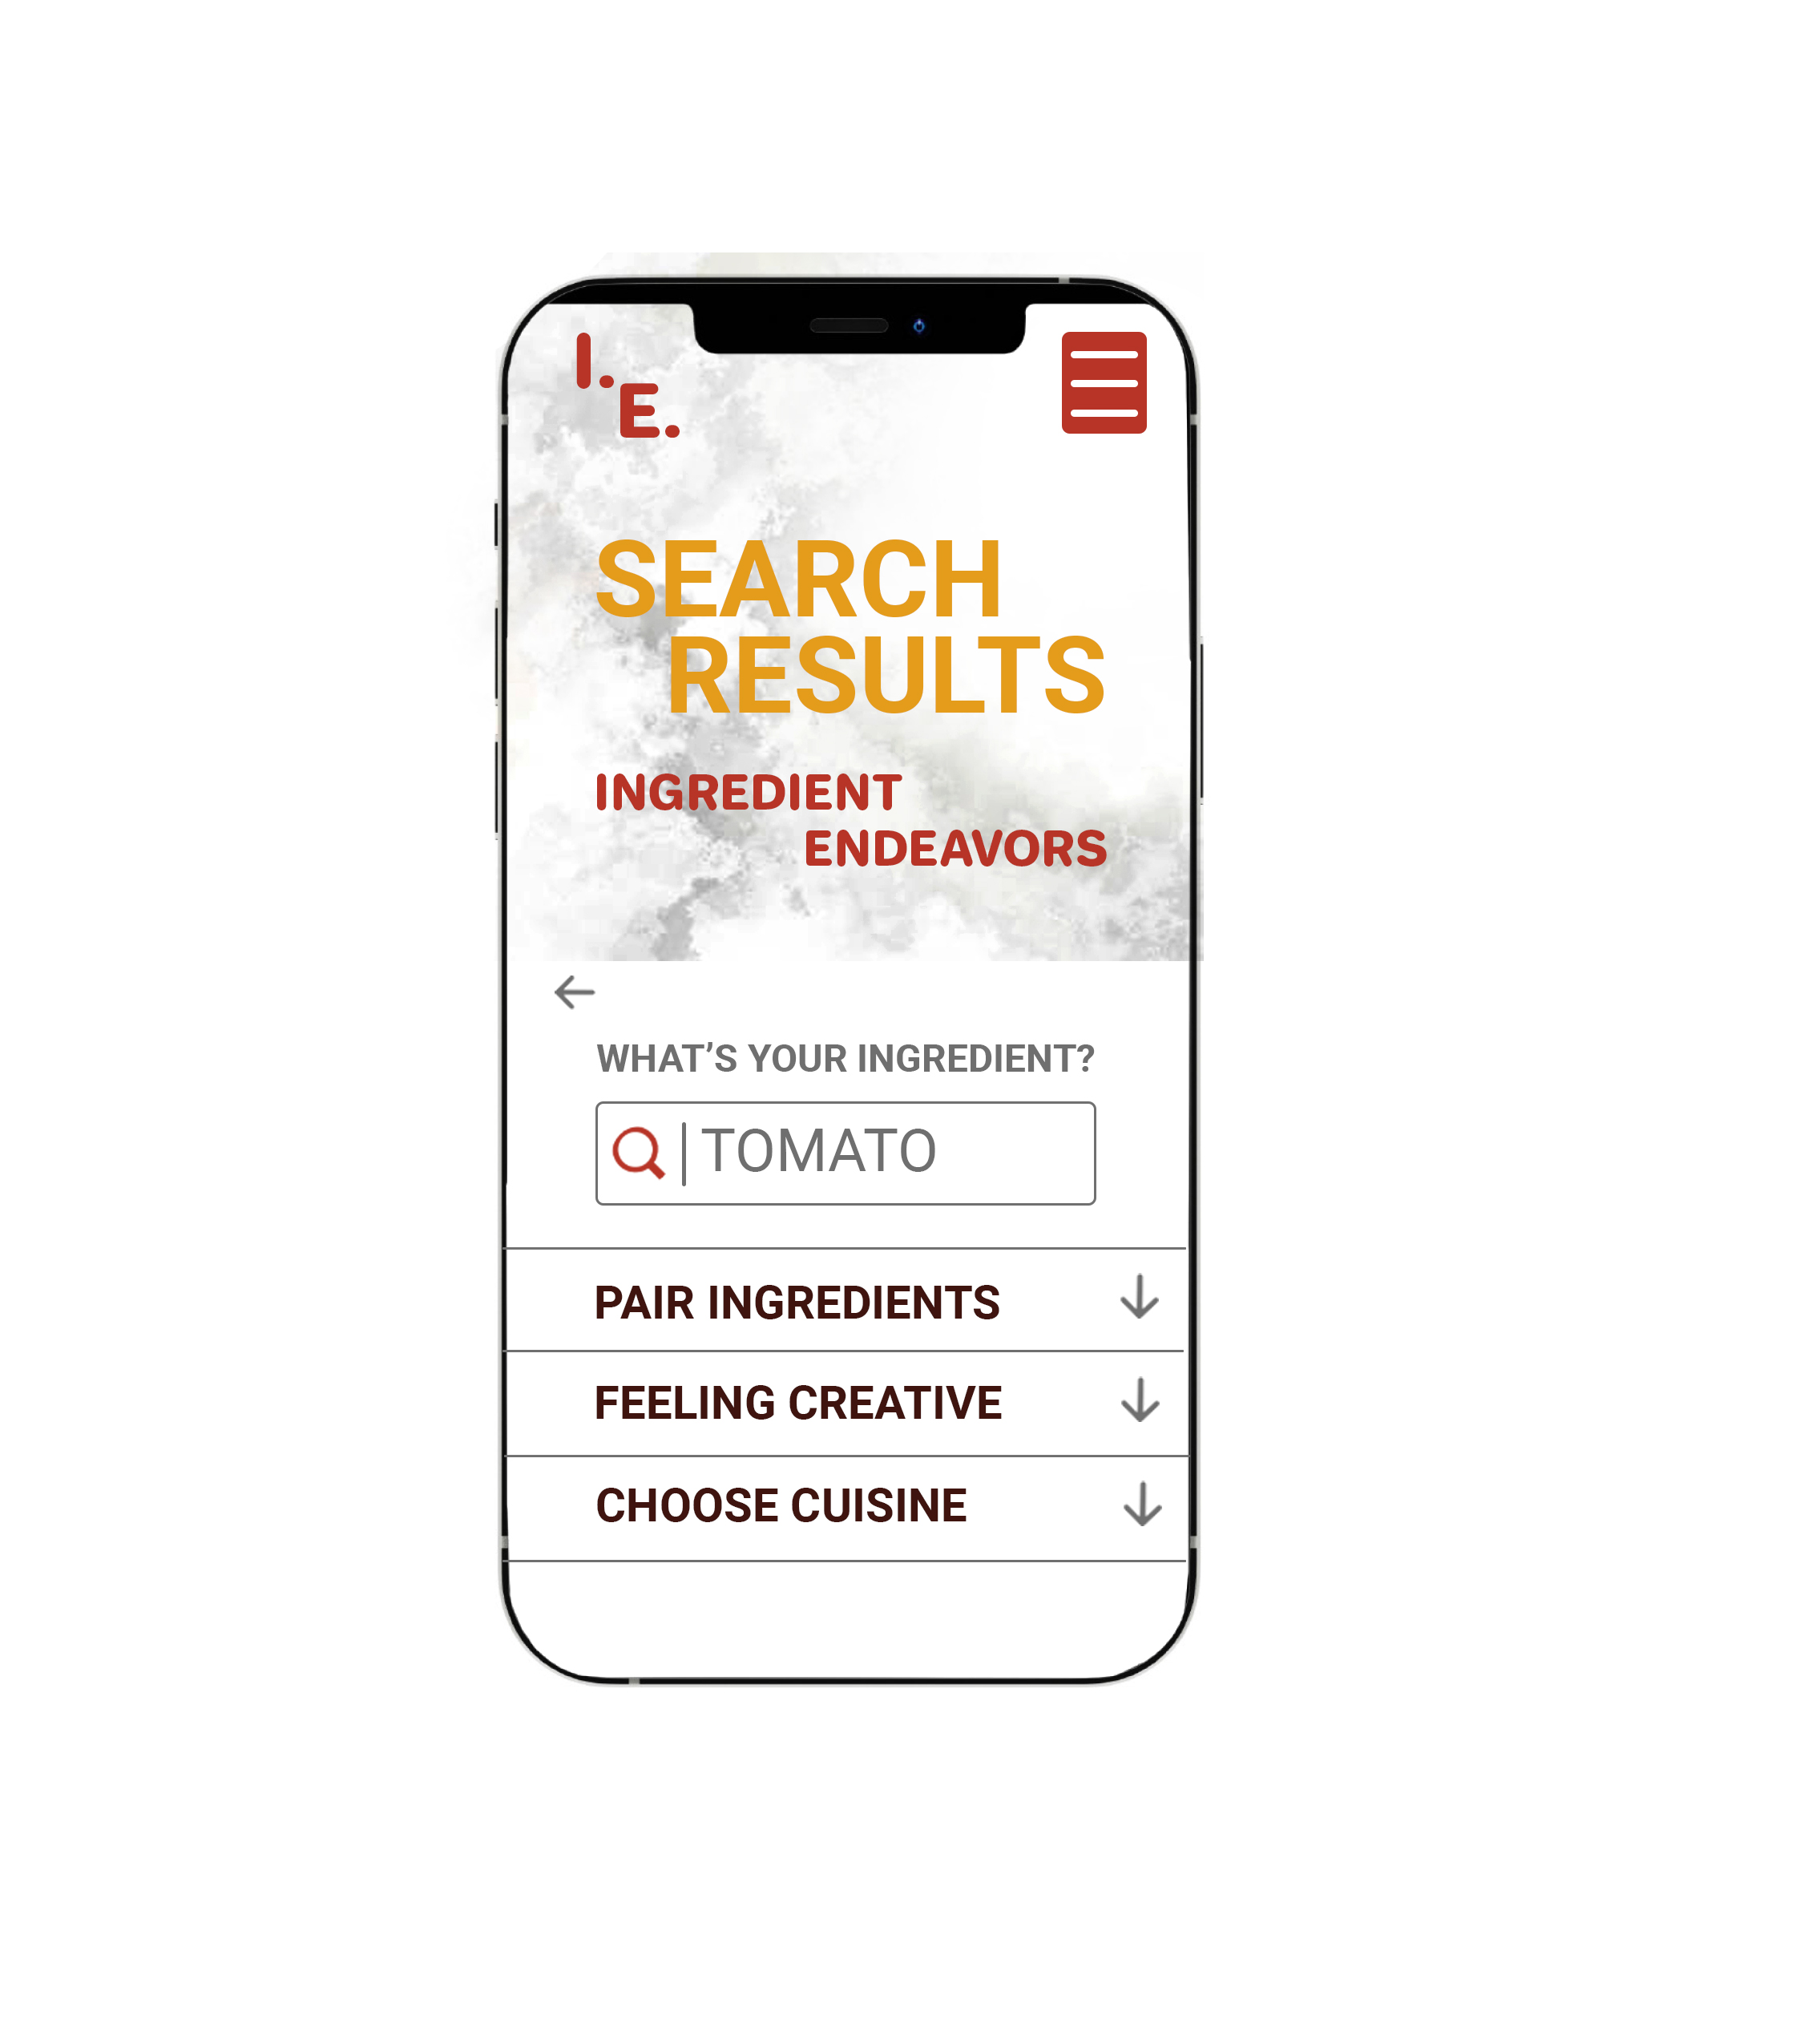 I.
E.
SEARCH
RESULTS
INGREDIENT
ENDEAVORS
WHAT’S YOUR INGREDIENT?
TOMATO
PAIR INGREDIENTS
FEELING CREATIVE
CHOOSE CUISINE